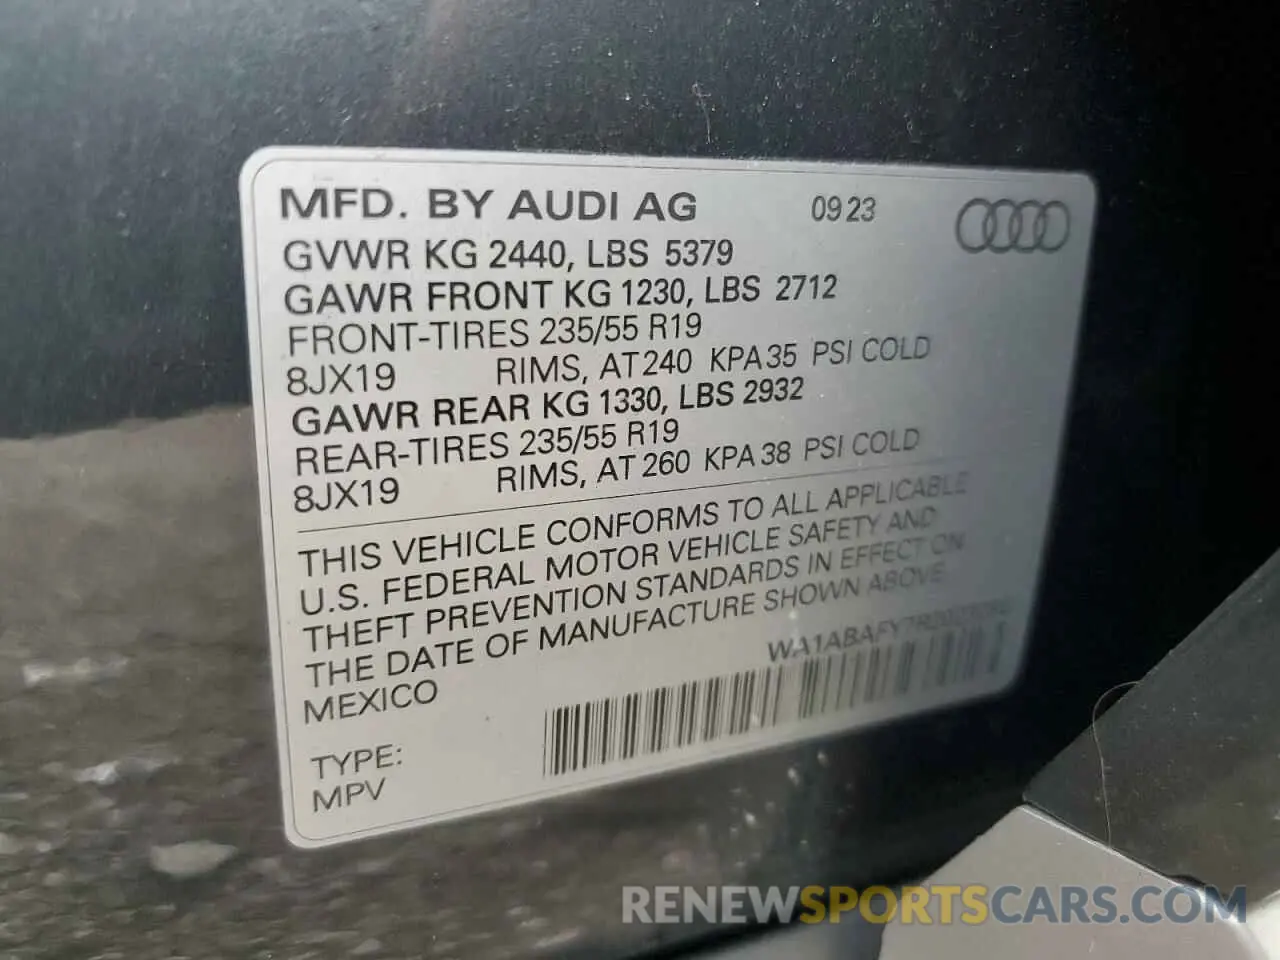 MFD. BY AUDI AG 09 23
GVWR KG 2440, LBS 5379
GAWR FRONT KG 1230, LBS 2712
FRONT-TIRES 235/55 R19
8JX19 RIMS, AT 240 KPA 35 PSI COLD
GAWR REAR KG 1330, LBS 2932
REAR-TIRES 235/55 R19
8JX19 RIMS, AT 260 KPA 38 PSI COLD
THIS VEHICLE CONFORMS TO ALL APPLICABLE
U.S. FEDERAL MOTOR VEHICLE SAFETY AND
THEFT PREVENTION STANDARDS IN EFFECT ON
THE DATE OF MANUFACTURE SHOWN ABOVE
MEXICO
TYPE:
MPV
RENEWSPORTSCARS.COM